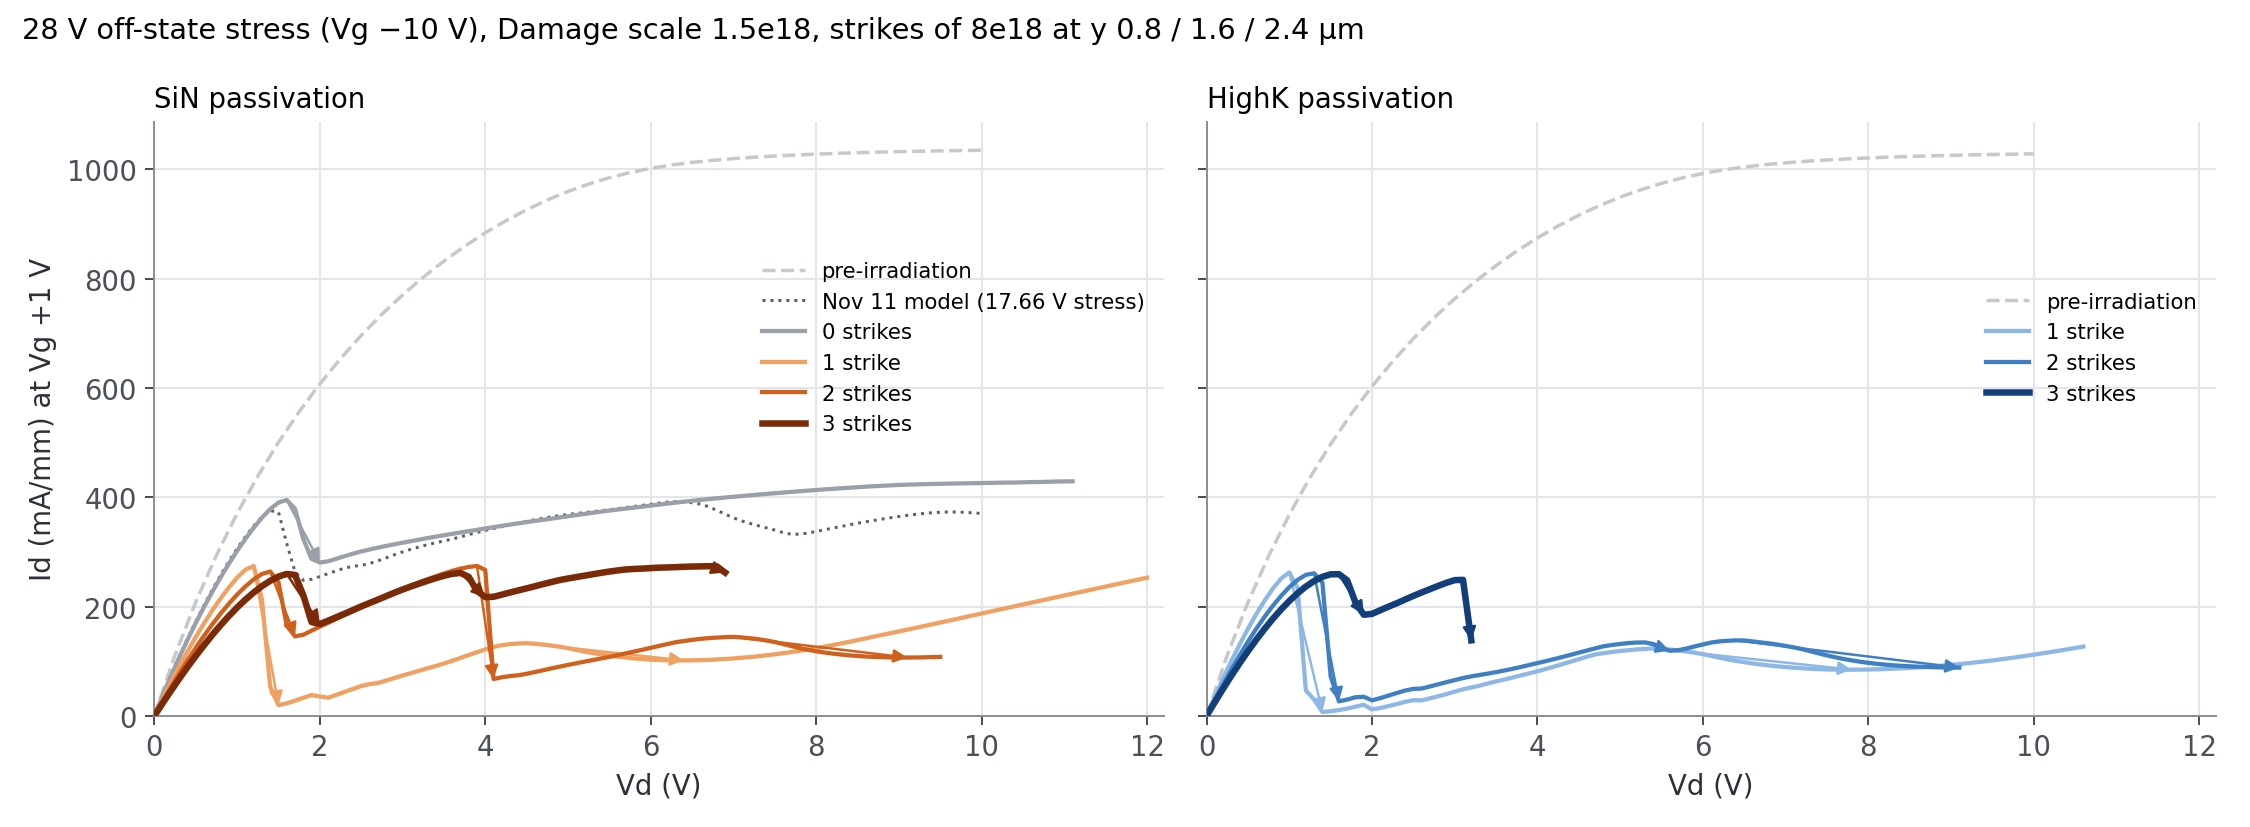 28 V off-state stress (Vg −10 V), Damage scale 1.5e18, strikes of 8e18 at y 0.8 / 1.6 / 2.4 µm
SiN passivation
Id (mA/mm) at Vg +1 V
1000
800
600
400
200
0
0 2 4 6 8 10 12
Vd (V)
pre-irradiation
Nov 11 model (17.66 V stress)
0 strikes
1 strike
2 strikes
3 strikes
HighK passivation
0 2 4 6 8 10 12
Vd (V)
pre-irradiation
1 strike
2 strikes
3 strikes